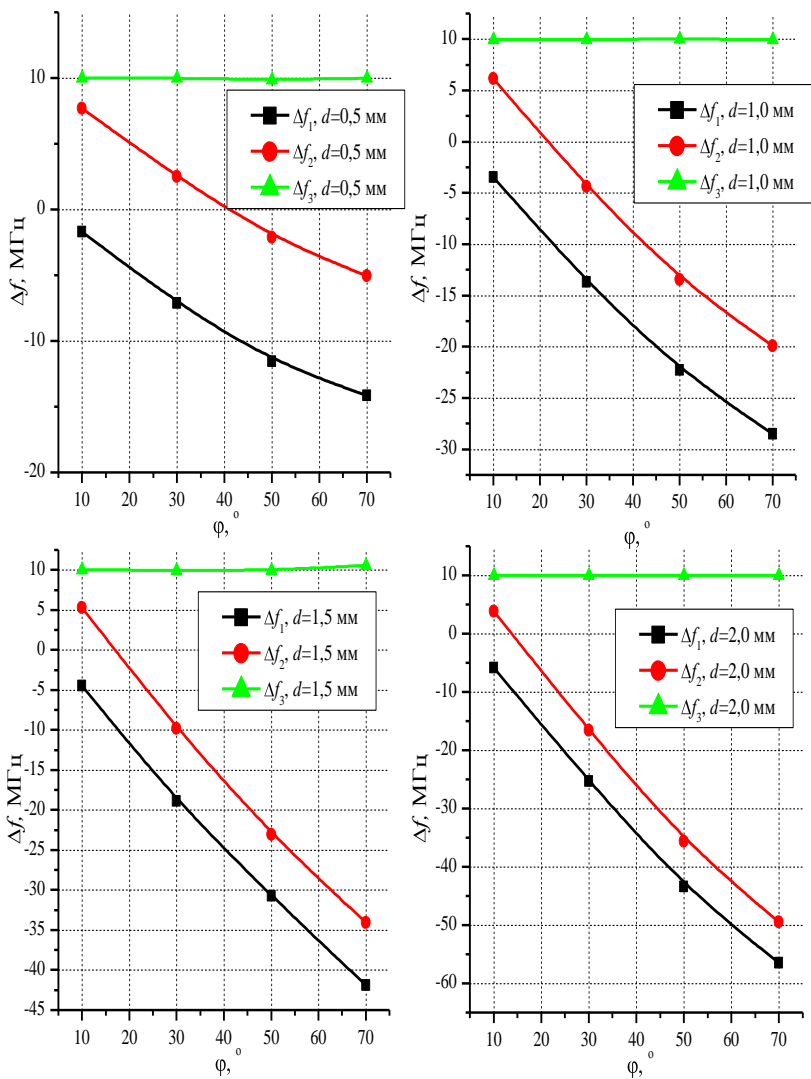 10
0
-10
-20
Δf, МГц
Δf₁, d=0,5 мм
Δf₂, d=0,5 мм
Δf₃, d=0,5 мм
10 20 30 40 50 60 70
φ, °
10
5
0
-5
-10
-15
-20
-25
-30
Δf, МГц
Δf₁, d=1,0 мм
Δf₂, d=1,0 мм
Δf₃, d=1,0 мм
10 20 30 40 50 60 70
φ, °
10
5
0
-5
-10
-15
-20
-25
-30
-35
-40
-45
Δf, МГц
Δf₁, d=1,5 мм
Δf₂, d=1,5 мм
Δf₃, d=1,5 мм
10 20 30 40 50 60 70
φ, °
10
0
-10
-20
-30
-40
-50
-60
Δf, МГц
Δf₁, d=2,0 мм
Δf₂, d=2,0 мм
Δf₃, d=2,0 мм
10 20 30 40 50 60 70
φ, °